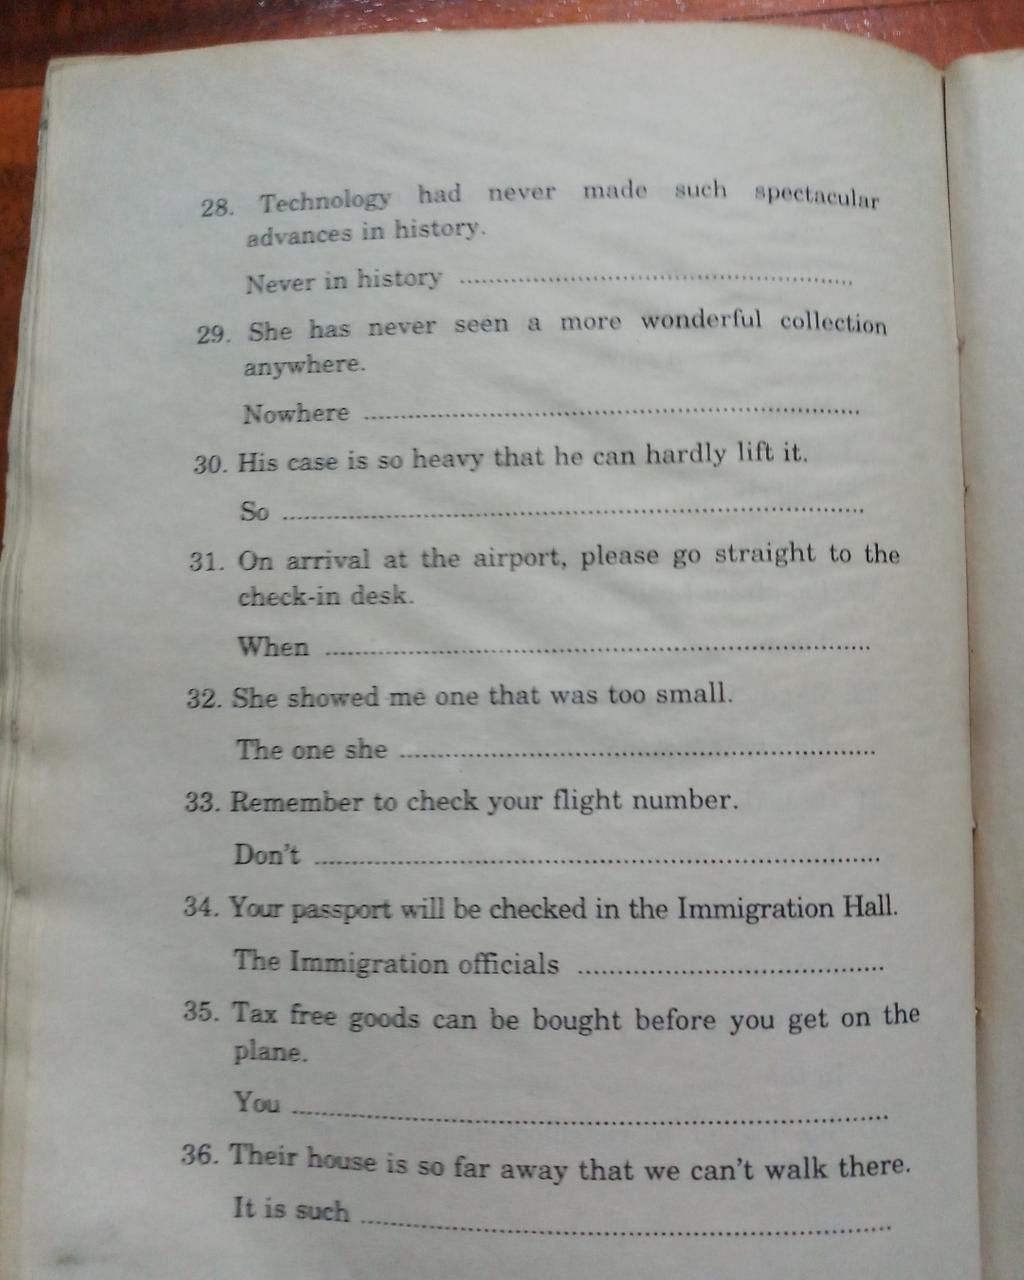 28. Technology had never made such spectacular
advances in history.
Never in history ................................................
29. She has never seen a more wonderful collection
anywhere.
Nowhere ................................................
30. His case is so heavy that he can hardly lift it.
So ................................................
31. On arrival at the airport, please go straight to the
check-in desk.
When ................................................
32. She showed me one that was too small.
The one she ................................................
33. Remember to check your flight number.
Don't ................................................
34. Your passport will be checked in the Immigration Hall.
The Immigration officials ................................................
35. Tax free goods can be bought before you get on the
plane.
You ................................................
36. Their house is so far away that we can't walk there.
It is such ................................................